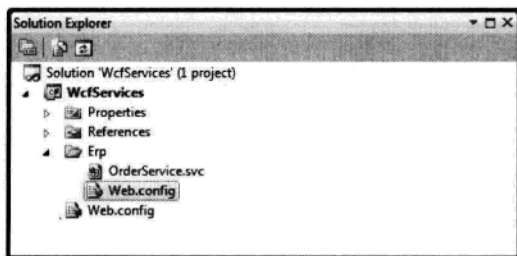 Solution Explorer
Solution 'WcfServices' (1 project)
WcfServices
Properties
References
Erp
OrderService.svc
Web.config
Web.config